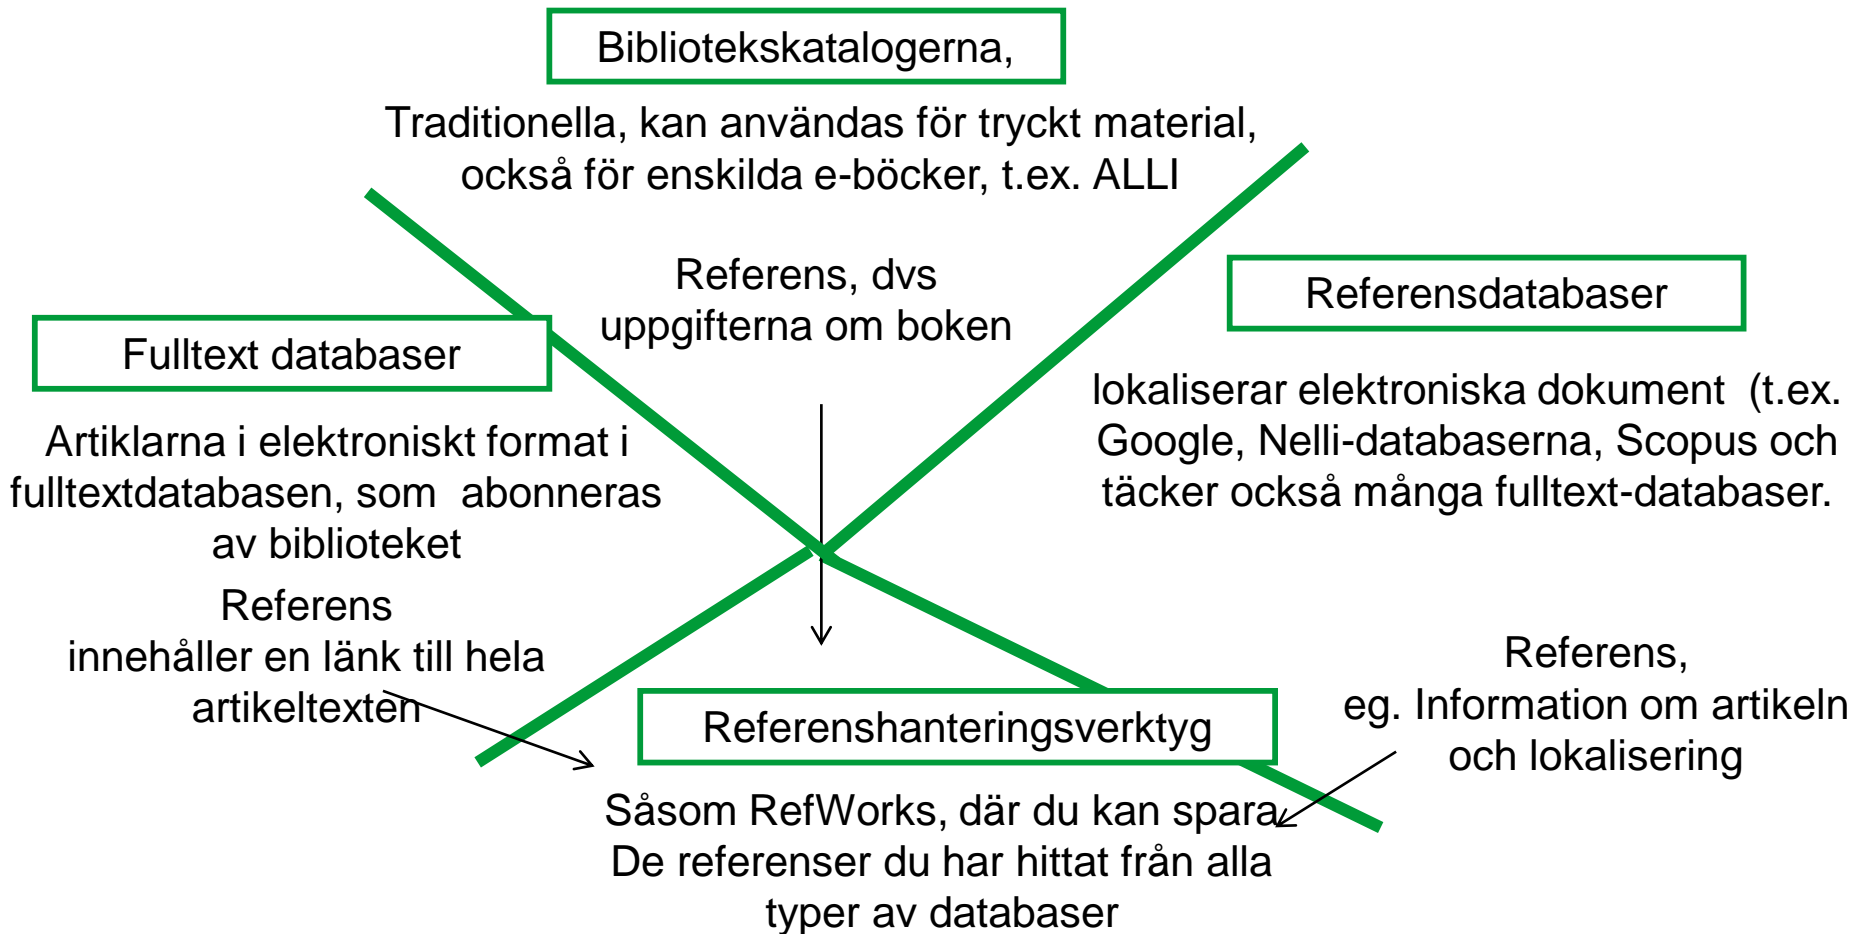 Bibliotekskatalogerna,
Traditionella, kan användas för tryckt material,
också för enskilda e-böcker, t.ex. ALLI
Referens, dvs
uppgifterna om boken
Referensdatabaser
lokaliserar elektroniska dokument (t.ex.
Google, Nelli-databaserna, Scopus och
täcker också många fulltext-databaser.
Fulltext databaser
Artiklarna i elektroniskt format i
fulltextdatabasen, som abonneras
av biblioteket
Referens
innehåller en länk till hela
artikeltexten
Referens,
eg. Information om artikeln
och lokalisering
Referenshanteringsverktyg
Såsom RefWorks, där du kan spara
De referenser du har hittat från alla
typer av databaser